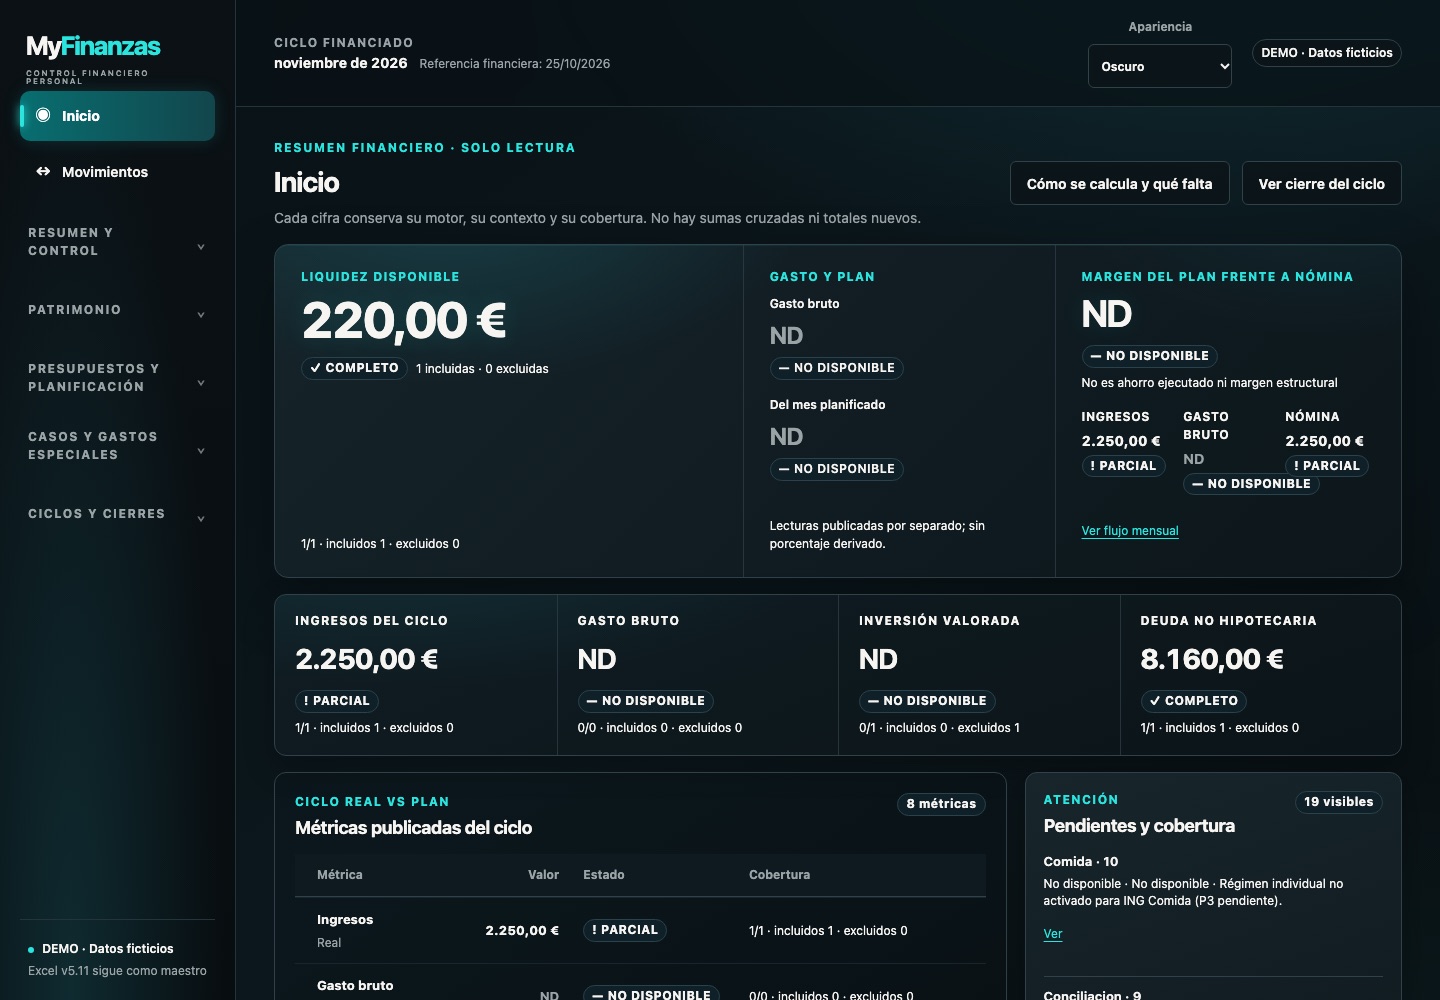 MyFinanzas
CONTROL FINANCIERO
PERSONAL
Inicio
Movimientos
RESUMEN Y
CONTROL
PATRIMONIO
PRESUPUESTOS Y
PLANIFICACIÓN
CASOS Y GASTOS
ESPECIALES
CICLOS Y CIERRES
DEMO · Datos ficticios
Excel v5.11 sigue como maestro
CICLO FINANCIADO
noviembre de 2026 Referencia financiera: 25/10/2026
Apariencia
Oscuro
DEMO · Datos ficticios
RESUMEN FINANCIERO · SOLO LECTURA
Inicio
Cada cifra conserva su motor, su contexto y su cobertura. No hay sumas cruzadas ni totales nuevos.
Cómo se calcula y qué falta
Ver cierre del ciclo
LIQUIDEZ DISPONIBLE
220,00 €
✓ COMPLETO 1 incluidas · 0 excluidas
1/1 · incluidos 1 · excluidos 0
GASTO Y PLAN
Gasto bruto
ND
— NO DISPONIBLE
Del mes planificado
ND
— NO DISPONIBLE
Lecturas publicadas por separado; sin
porcentaje derivado.
MARGEN DEL PLAN FRENTE A NÓMINA
ND
— NO DISPONIBLE
No es ahorro ejecutado ni margen estructural
INGRESOS
2.250,00 €
! PARCIAL
GASTO
BRUTO
ND
— NO DISPONIBLE
NÓMINA
2.250,00 €
! PARCIAL
Ver flujo mensual
INGRESOS DEL CICLO
2.250,00 €
! PARCIAL
1/1 · incluidos 1 · excluidos 0
GASTO BRUTO
ND
— NO DISPONIBLE
0/0 · incluidos 0 · excluidos 0
INVERSIÓN VALORADA
ND
— NO DISPONIBLE
0/1 · incluidos 0 · excluidos 1
DEUDA NO HIPOTECARIA
8.160,00 €
✓ COMPLETO
1/1 · incluidos 1 · excluidos 0
CICLO REAL VS PLAN
Métricas publicadas del ciclo
8 métricas
Métrica Valor Estado Cobertura
Ingresos
Real
2.250,00 € ! PARCIAL 1/1 · incluidos 1 · excluidos 0
Gasto bruto
ND — NO DISPONIBLE 0/0 · incluidos 0 · excluidos 0
ATENCIÓN
Pendientes y cobertura
19 visibles
Comida · 10
No disponible · No disponible · Régimen individual no
activado para ING Comida (P3 pendiente).
Ver
Conciliacion · 9